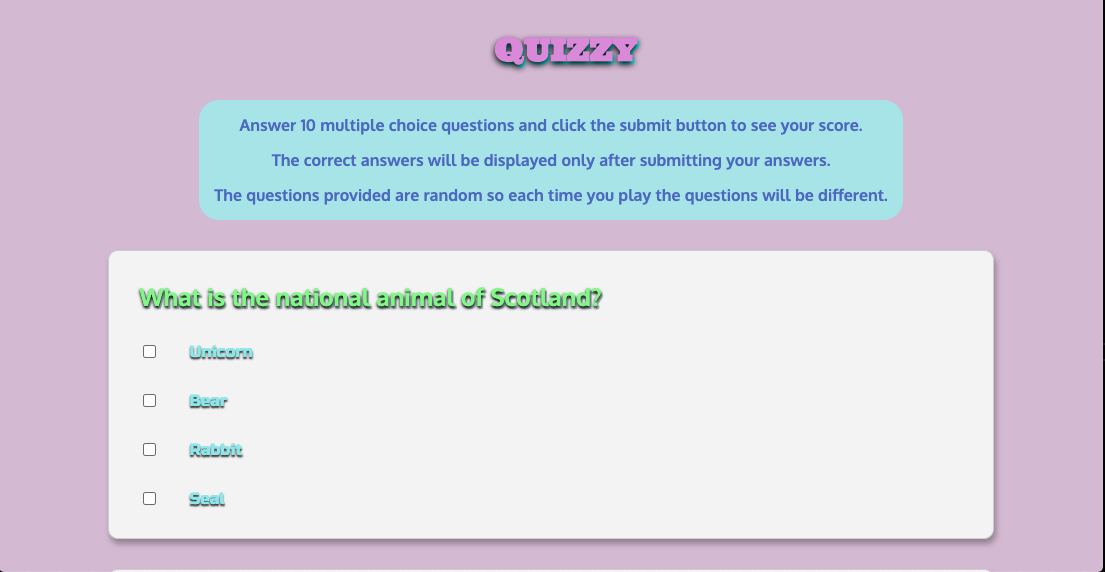 QUIZZY
Answer 10 multiple choice questions and click the submit button to see your score.
The correct answers will be displayed only after submitting your answers.
The questions provided are random so each time you play the questions will be different.
What is the national animal of Scotland?
Unicorn
Bear
Rabbit
Seal